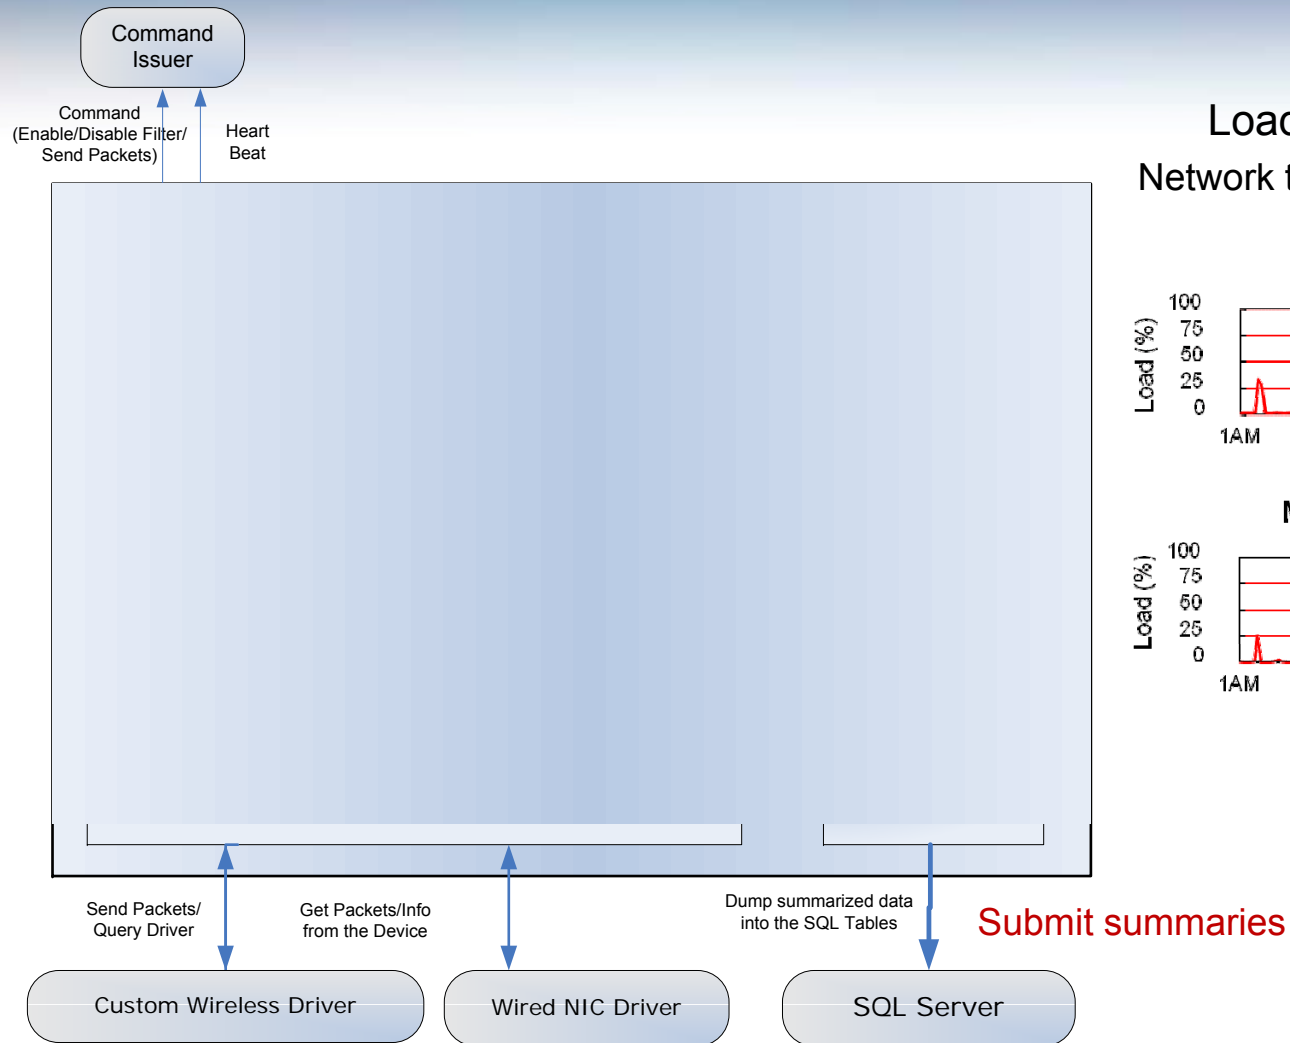 Command
Issuer
Command
(Enable/Disable Filter/
Send Packets)
Heart
Beat
Load
Network t
100
75
50
25
0
Load (%)
1AM
M
100
75
50
25
0
Load (%)
1AM
Send Packets/
Query Driver
Get Packets/Info
from the Device
Dump summarized data
into the SQL Tables
Submit summaries
Custom Wireless Driver
Wired NIC Driver
SQL Server